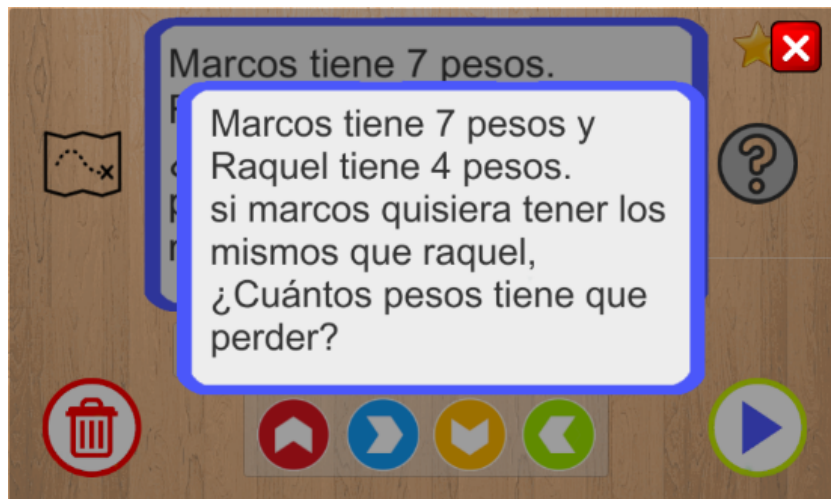 Marcos tiene 7 pesos.
Marcos tiene 7 pesos y
Raquel tiene 4 pesos.
si marcos quisiera tener los
mismos que raquel,
¿Cuántos pesos tiene que
perder?